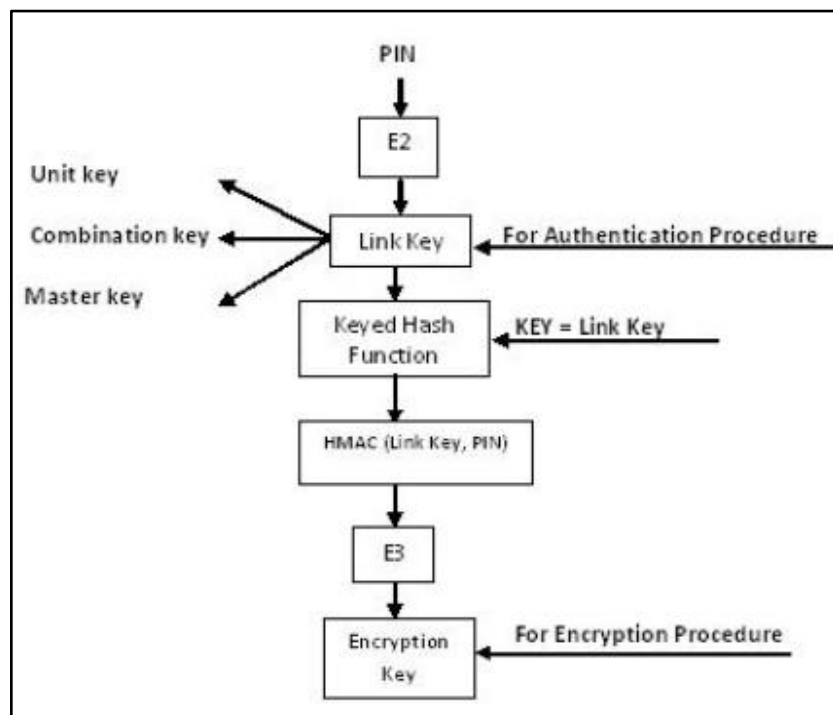 PIN
E2
Unit key
Combination key
Master key
Link Key
For Authentication Procedure
Keyed Hash
Function
KEY = Link Key
HMAC (Link Key, PIN)
E3
Encryption
Key
For Encryption Procedure